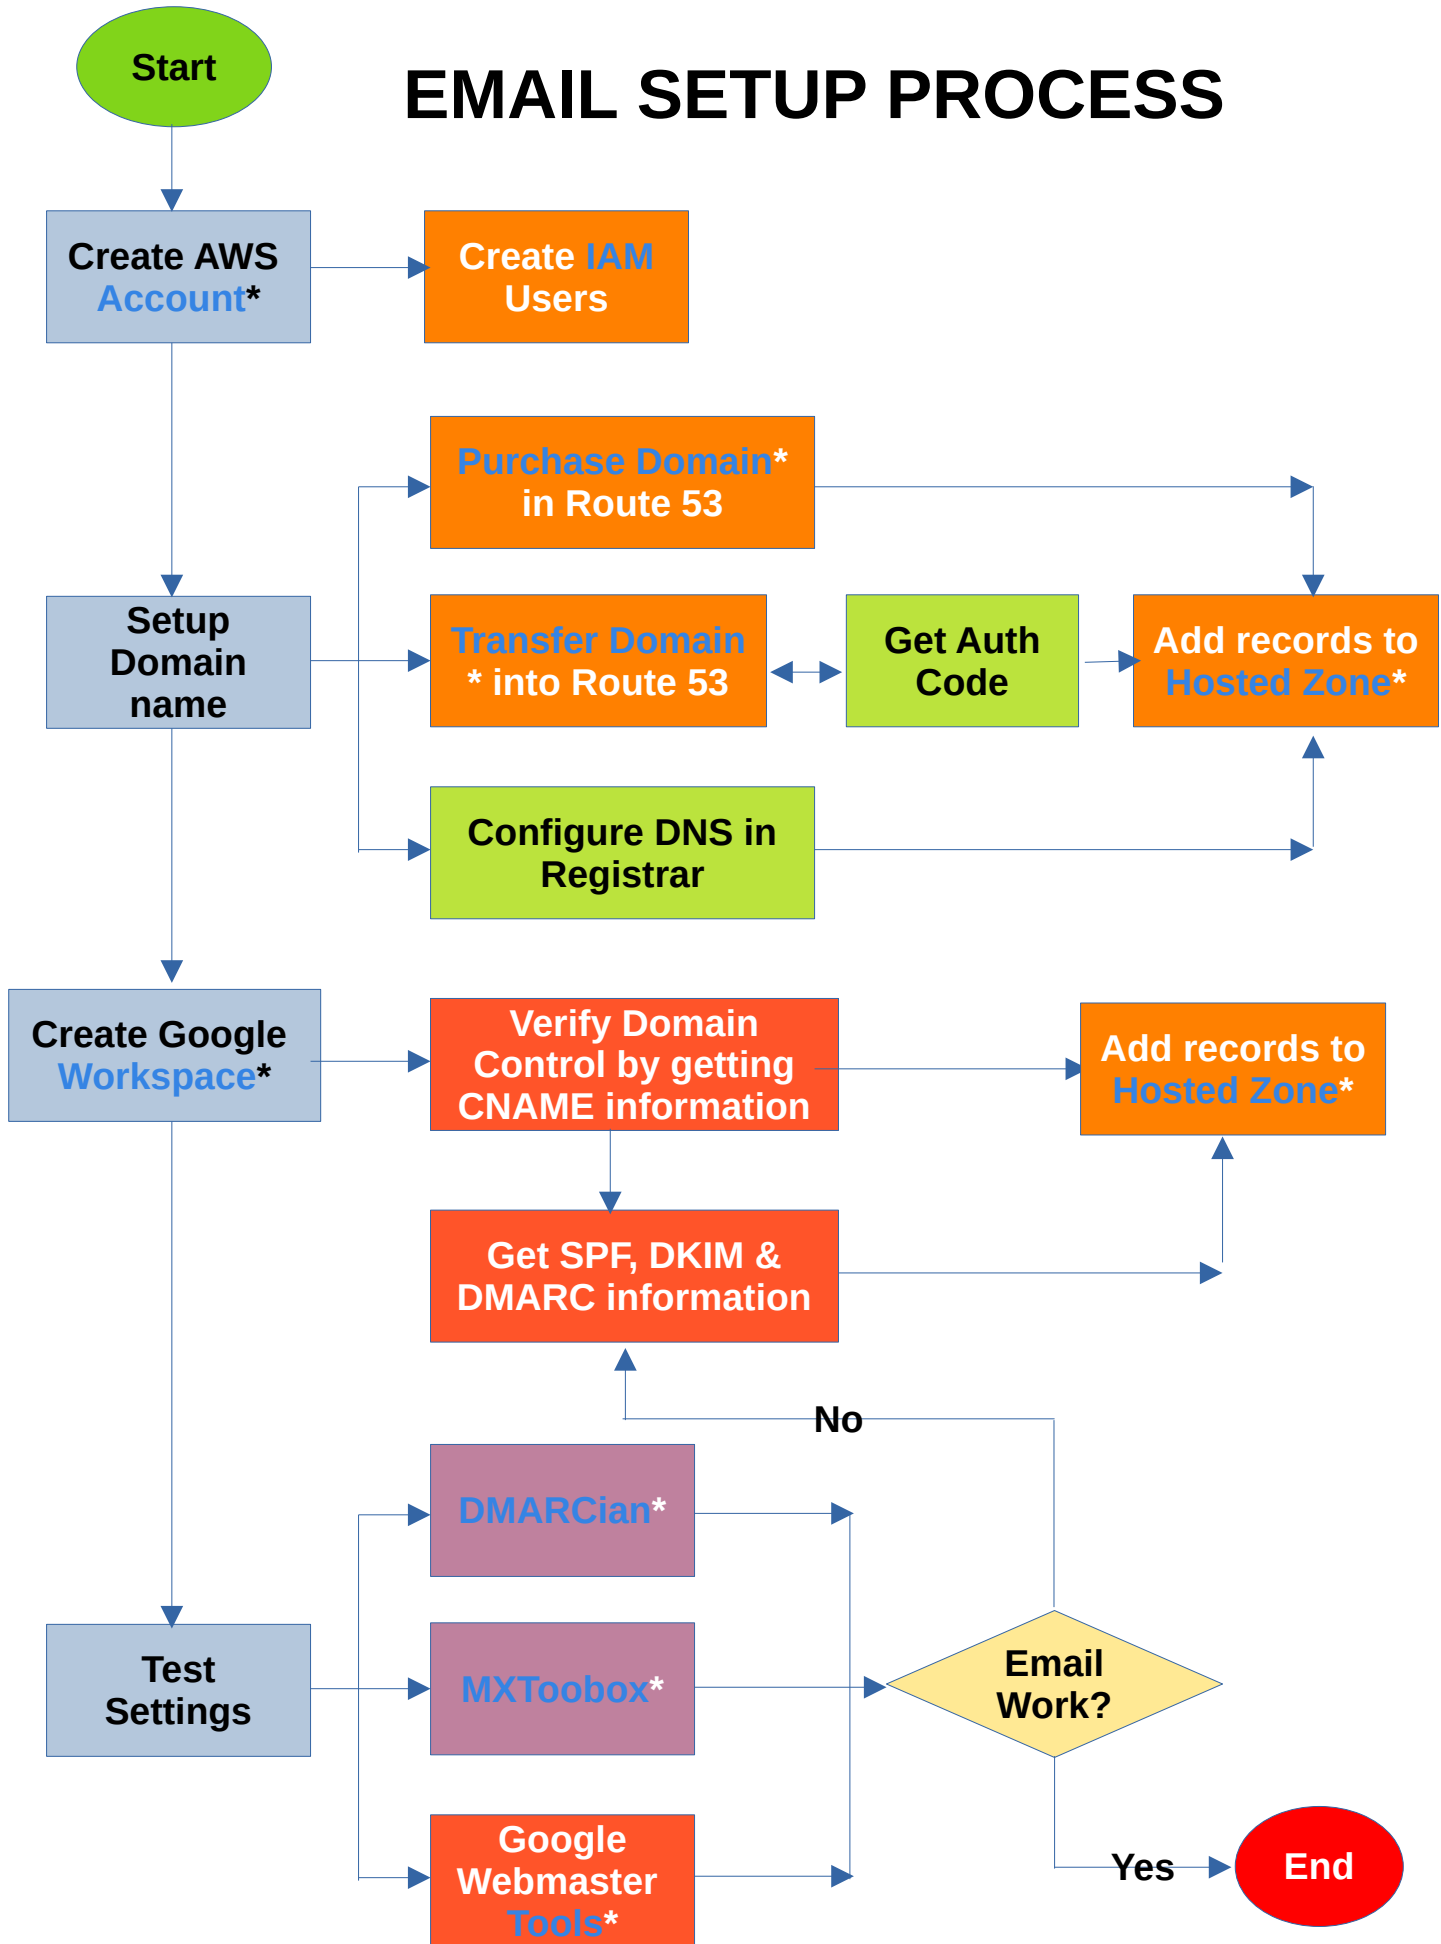 Start
EMAIL SETUP PROCESS
Create AWS
Account*
Create IAM
Users
Purchase Domain*
in Route 53
Setup
Domain
name
Transfer Domain
* into Route 53
Get Auth
Code
Add records to
Hosted Zone*
Configure DNS in
Registrar
Create Google
Workspace*
Verify Domain
Control by getting
CNAME information
Add records to
Hosted Zone*
Get SPF, DKIM &
DMARC information
No
DMARCian*
Test
Settings
MXToobox*
Email
Work?
Google
Webmaster
Tools*
Yes
End